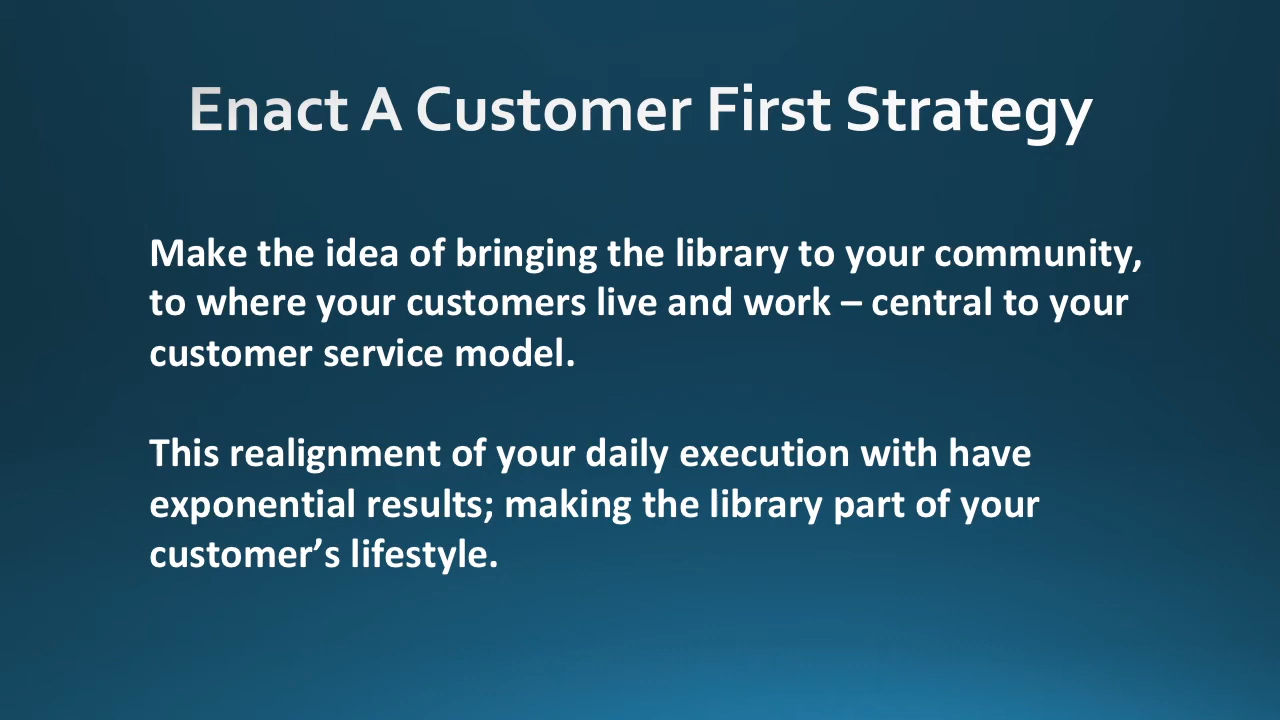 Enact A Customer First Strategy
Make the idea of bringing the library to your community,
to where your customers live and work – central to your
customer service model.
This realignment of your daily execution with have
exponential results; making the library part of your
customer’s lifestyle.